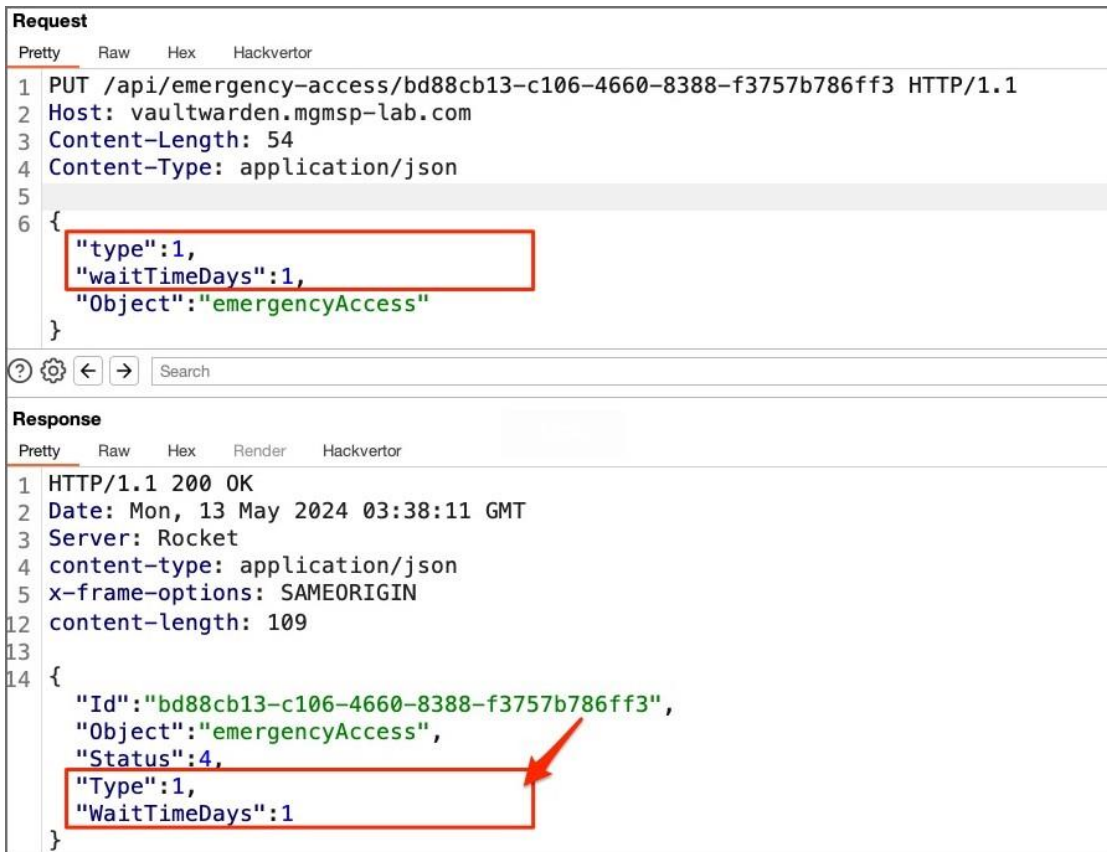 Request
Pretty Raw Hex Hackvertor
1 PUT /api/emergency-access/bd88cb13-c106-4660-8388-f3757b786ff3 HTTP/1.1
2 Host: vaultwarden.mgmsp-lab.com
3 Content-Length: 54
4 Content-Type: application/json
5
6 {
"type":1,
"waitTimeDays":1,
"Object":"emergencyAccess"
}
Search
Response
Pretty Raw Hex Render Hackvertor
1 HTTP/1.1 200 OK
2 Date: Mon, 13 May 2024 03:38:11 GMT
3 Server: Rocket
4 content-type: application/json
5 x-frame-options: SAMEORIGIN
12 content-length: 109
13
14 {
"Id":"bd88cb13-c106-4660-8388-f3757b786ff3",
"Object":"emergencyAccess",
"Status":4,
"Type":1,
"WaitTimeDays":1
}